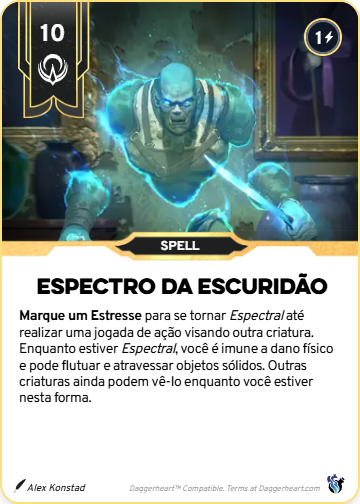 10
1
SPELL
ESPECTRO DA ESCURIDÃO
Marque um Estresse para se tornar Espectral até
realizar uma jogada de ação visando outra criatura.
Enquanto estiver Espectral, você é imune a dano físico
e pode flutuar e atravessar objetos sólidos. Outras
criaturas ainda podem vê-lo enquanto você estiver
nesta forma.
Alex Konstad
Daggerheart™ Compatible. Terms at Daggerheart.com